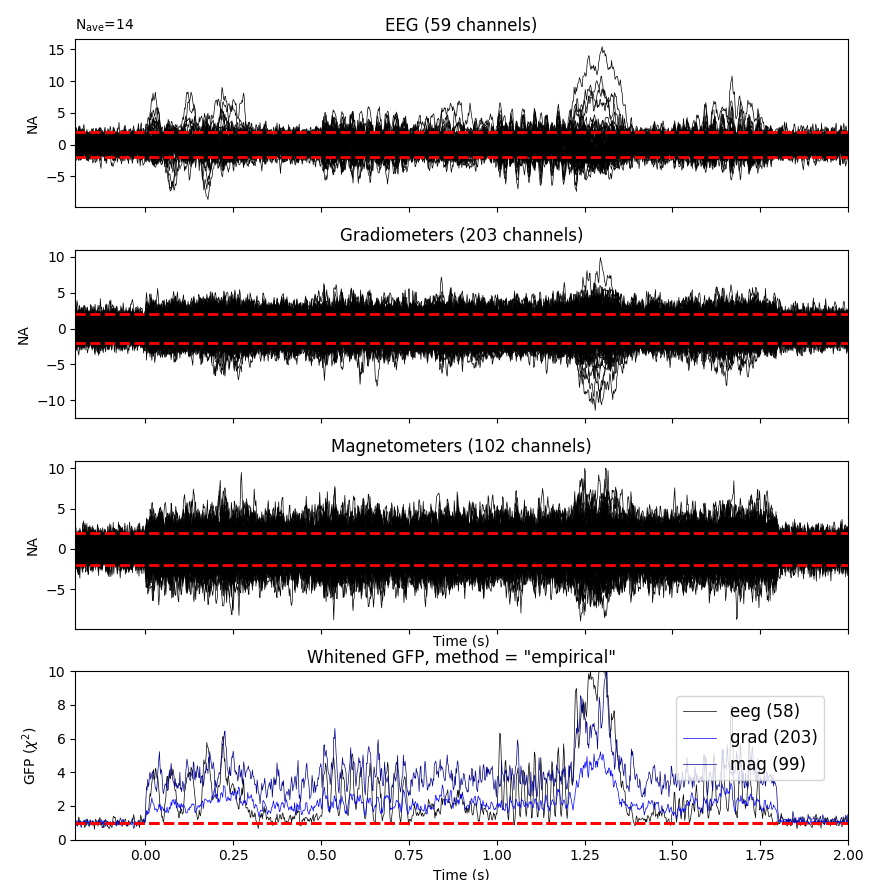 N_ave=14
EEG (59 channels)
15
10
5
0
−5
NA
Gradiometers (203 channels)
10
5
0
−5
−10
NA
Magnetometers (102 channels)
10
5
0
−5
NA
Time (s)
Whitened GFP, method = "empirical"
10
8
6
4
2
0
GFP (χ²)
eeg (58)
grad (203)
mag (99)
0.00 0.25 0.50 0.75 1.00 1.25 1.50 1.75 2.00
Time (s)